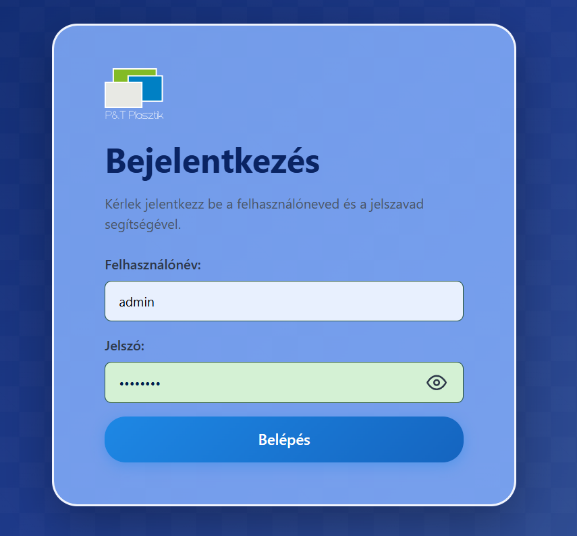 P&T Plasztik
Bejelentkezés
Kérlek jelentkezz be a felhasználóneved és a jelszavad
segítségével.
Felhasználónév:
admin
Jelszó:
••••••••
Belépés